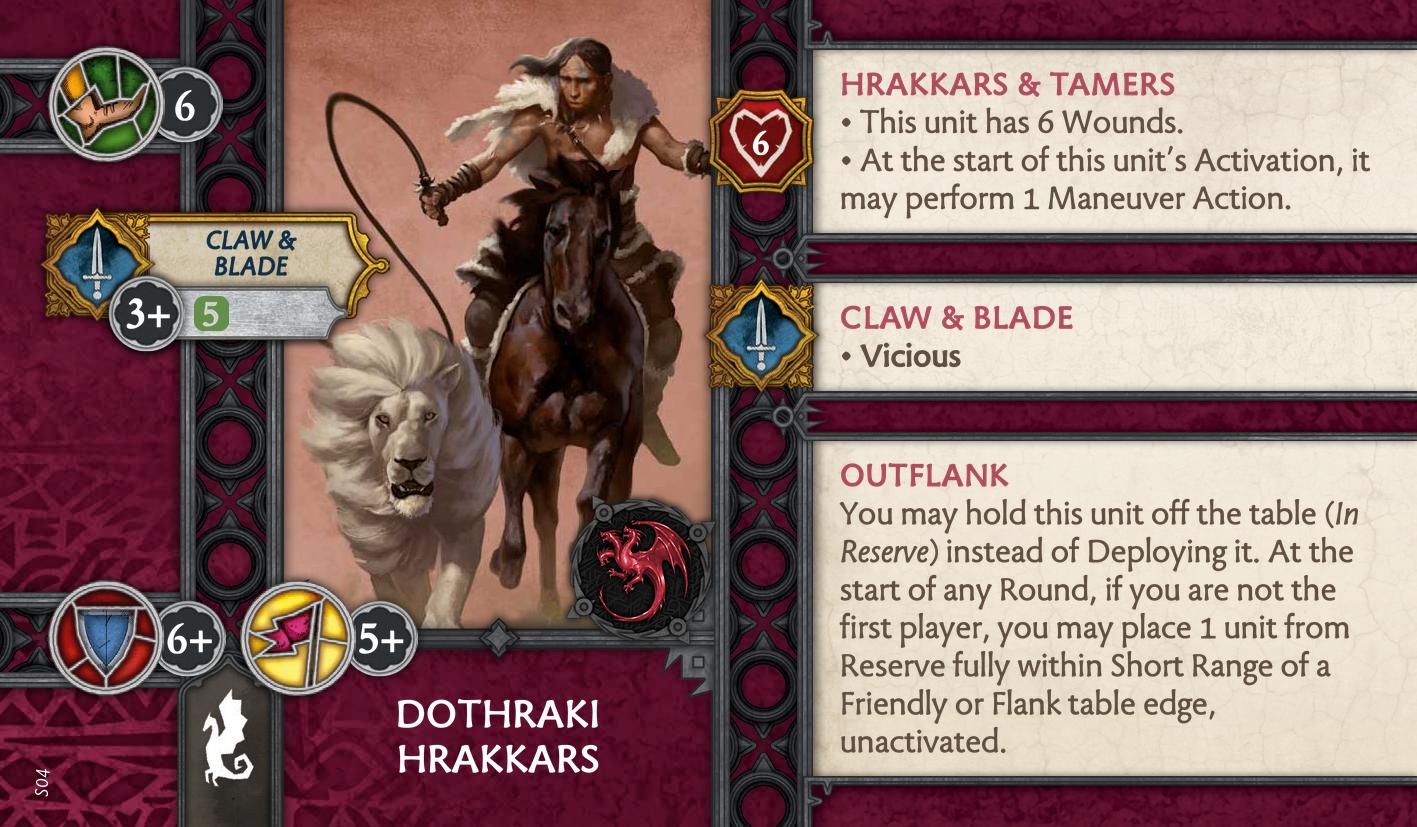 6
CLAW &
BLADE
3+ 5
6+ 5+
DOTHRAKI
HRAKKARS
S04
6
HRAKKARS & TAMERS
• This unit has 6 Wounds.
• At the start of this unit's Activation, it
may perform 1 Maneuver Action.
CLAW & BLADE
• Vicious
OUTFLANK
You may hold this unit off the table (In
Reserve) instead of Deploying it. At the
start of any Round, if you are not the
first player, you may place 1 unit from
Reserve fully within Short Range of a
Friendly or Flank table edge,
unactivated.